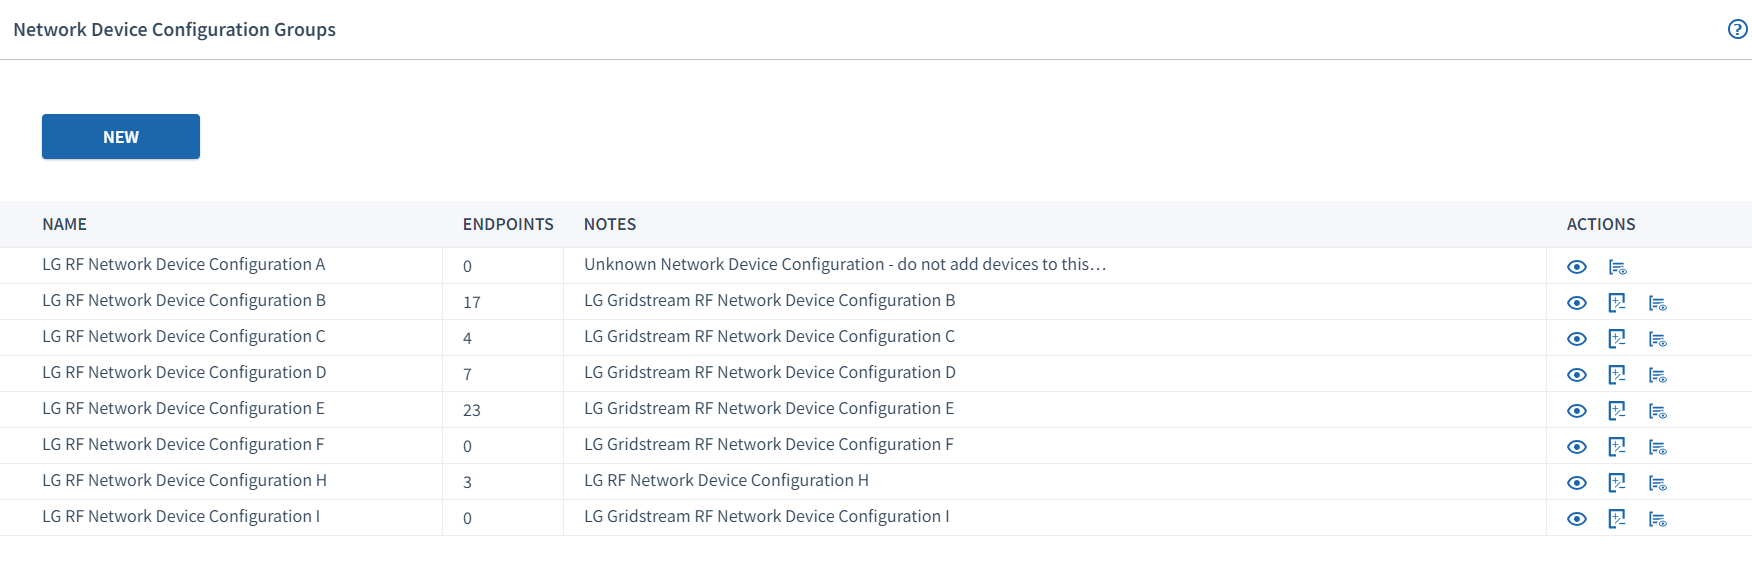 Network Device Configuration Groups
?
NEW
NAME ENDPOINTS NOTES ACTIONS
LG RF Network Device Configuration A 0 Unknown Network Device Configuration - do not add devices to this…
LG RF Network Device Configuration B 17 LG Gridstream RF Network Device Configuration B
LG RF Network Device Configuration C 4 LG Gridstream RF Network Device Configuration C
LG RF Network Device Configuration D 7 LG Gridstream RF Network Device Configuration D
LG RF Network Device Configuration E 23 LG Gridstream RF Network Device Configuration E
LG RF Network Device Configuration F 0 LG Gridstream RF Network Device Configuration F
LG RF Network Device Configuration H 3 LG RF Network Device Configuration H
LG RF Network Device Configuration I 0 LG Gridstream RF Network Device Configuration I